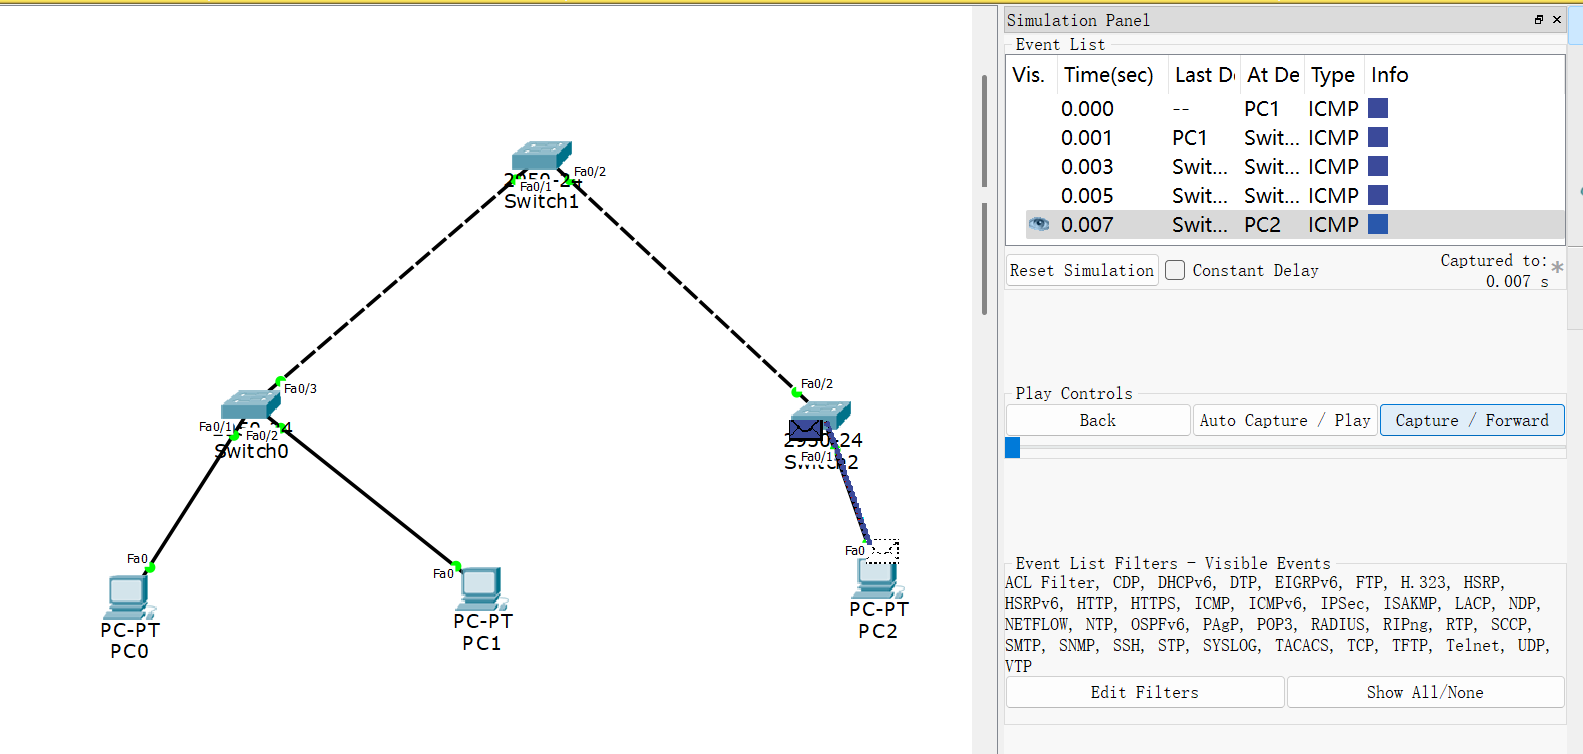 Fa0/2
Fa0/1
Switch1
Fa0/3
Fa0/1
Fa0/2
Switch0
Fa0/2
2950-24
Fa0/1
Fa0
PC-PT
PC0
Fa0
PC-PT
PC1
Fa0
PC-PT
PC2
Simulation Panel
Event List
Vis. Time(sec) Last De At De Type Info
0.000 -- PC1 ICMP
0.001 PC1 Swit... ICMP
0.003 Swit... Swit... ICMP
0.005 Swit... Swit... ICMP
0.007 Swit... PC2 ICMP
Reset Simulation Constant Delay Captured to:
0.007 s
Play Controls
Back Auto Capture / Play Capture / Forward
Event List Filters - Visible Events
ACL Filter, CDP, DHCPv6, DTP, EIGRPv6, FTP, H.323, HSRP,
HSRPv6, HTTP, HTTPS, ICMP, ICMPv6, IPSec, ISAKMP, LACP, NDP,
NETFLOW, NTP, OSPFv6, PAgP, POP3, RADIUS, RIPng, RTP, SCCP,
SMTP, SNMP, SSH, STP, SYSLOG, TACACS, TCP, TFTP, Telnet, UDP,
VTP
Edit Filters Show All/None